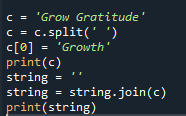 c = 'Grow Gratitude'
c = c.split(' ')
c[0] = 'Growth'
print(c)
string = ''
string = string.join(c)
print(string)